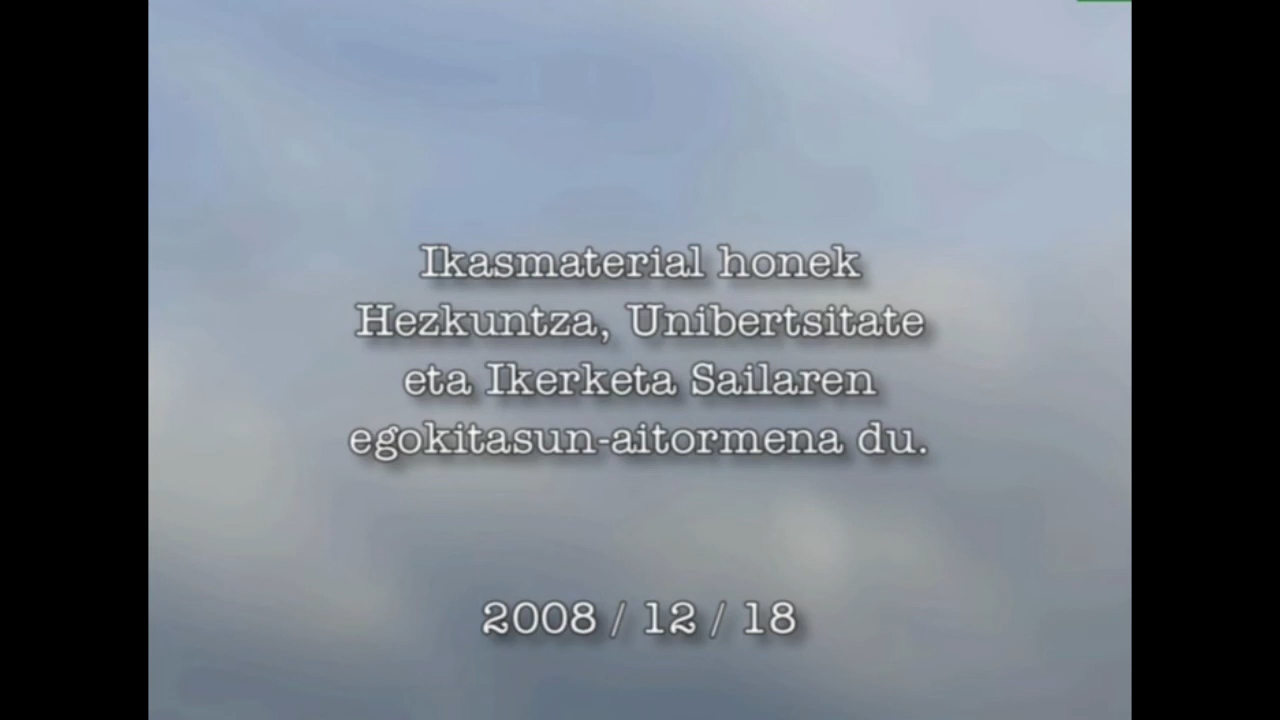 Ikasmaterial honek
Hezkuntza, Unibertsitate
eta Ikerketa Sailaren
egokitasun-aitormena du.
2008 / 12 / 18